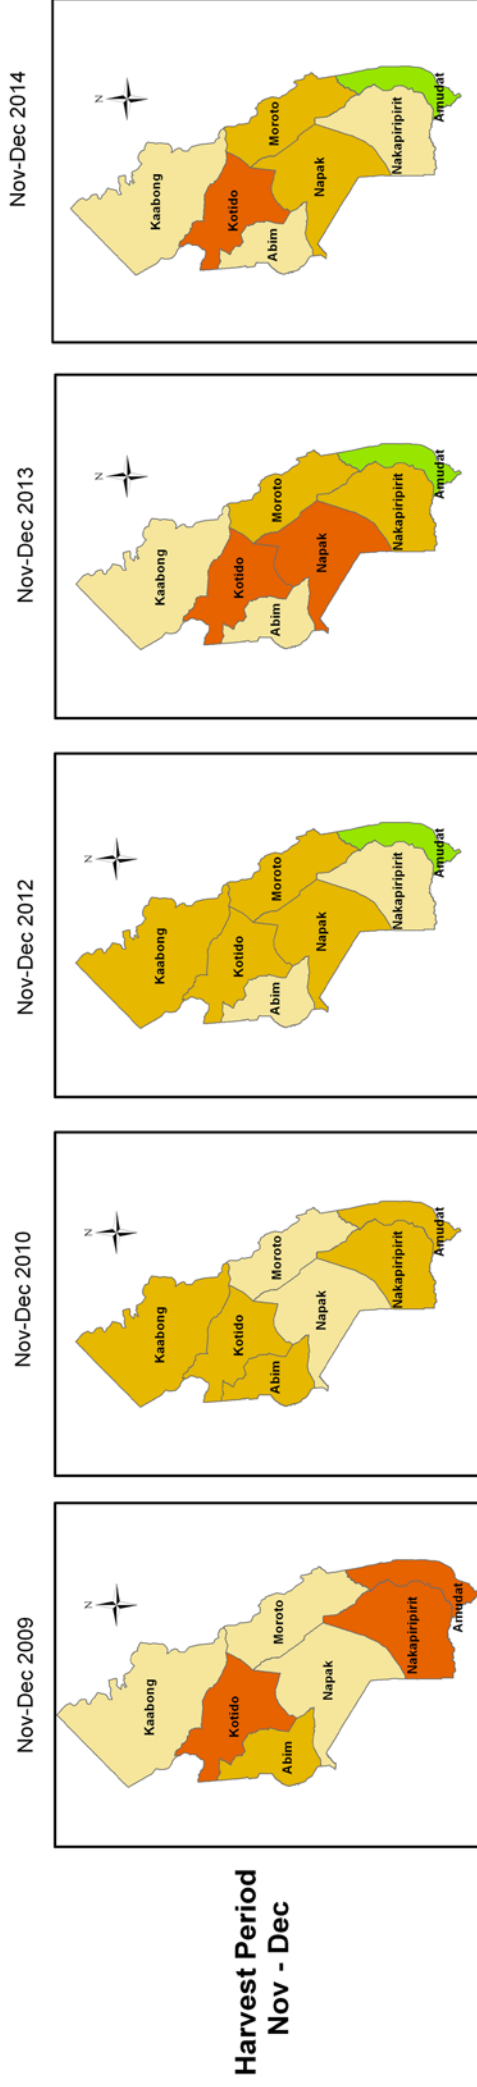 Harvest Period
Nov - Dec
Nov-Dec 2009
N
Kaabong
Kotido
Moroto
Abim
Napak
Nakapiripirit
Amudat
Nov-Dec 2010
N
Kaabong
Kotido
Moroto
Abim
Napak
Nakapiripirit
Amudat
Nov-Dec 2012
N
Kaabong
Kotido
Moroto
Abim
Napak
Nakapiripirit
Amudat
Nov-Dec 2013
N
Kaabong
Kotido
Moroto
Abim
Napak
Nakapiripirit
Amudat
Nov-Dec 2014
N
Kaabong
Kotido
Moroto
Abim
Napak
Nakapiripirit
Amudat